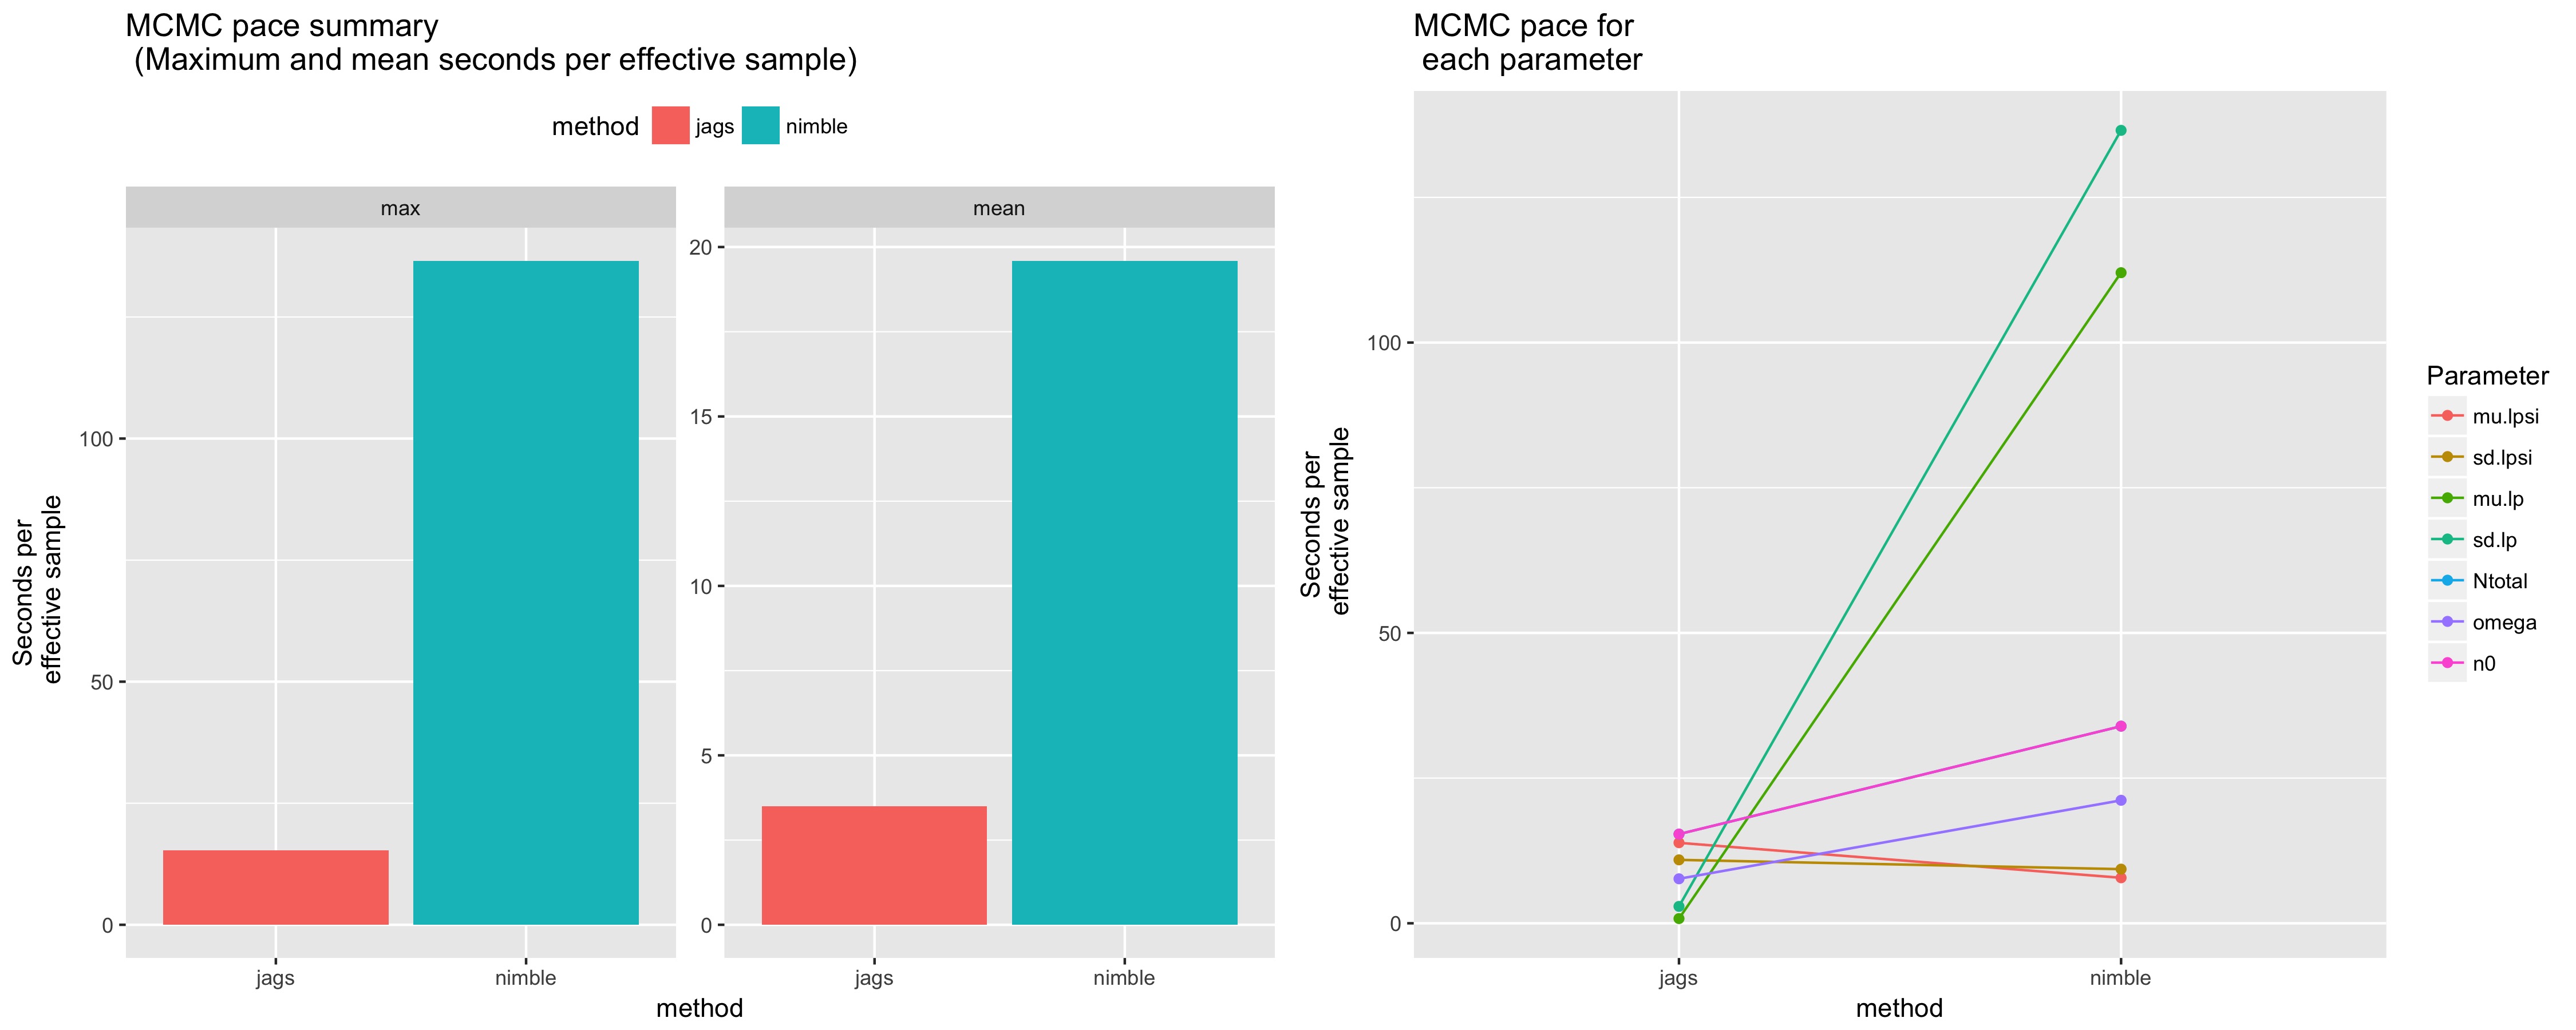 MCMC pace summary
(Maximum and mean seconds per effective sample)
method jags nimble
max
mean
Seconds per
effective sample
100
50
0
20
15
10
5
0
jags nimble
jags nimble
method
MCMC pace for
each parameter
Seconds per
effective sample
100
50
0
jags nimble
method
Parameter
mu.lpsi
sd.lpsi
mu.lp
sd.lp
Ntotal
omega
n0